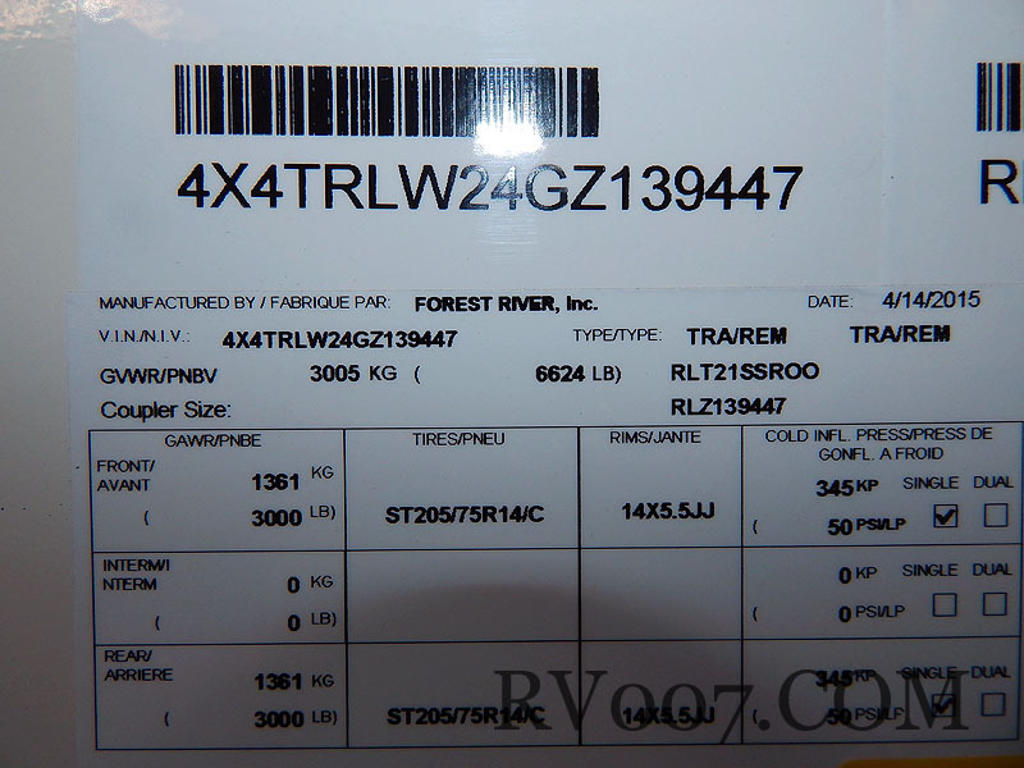 4X4TRLW24GZ139447
R
MANUFACTURED BY / FABRIQUE PAR: FOREST RIVER, Inc. DATE: 4/14/2015
V.I.N./N.I.V.: 4X4TRLW24GZ139447 TYPE/TYPE: TRA/REM TRA/REM
GVWR/PNBV 3005 KG ( 6624 LB) RLT21SSROO
Coupler Size: RLZ139447
GAWR/PNBE TIRES/PNEU RIMS/JANTE COLD INFL. PRESS/PRESS DE
GONFL. A FROID
FRONT/ 1361 KG 345 KP SINGLE DUAL
AVANT
( 3000 LB) ST205/75R14/C 14X5.5JJ ( 50 PSI/LP
INTERM/I 0 KG 0 KP SINGLE DUAL
NTERM
( 0 LB) ( 0 PSI/LP
REAR/ 1361 KG 345 KP SINGLE DUAL
ARRIERE
( 3000 LB) ST205/75R14/C 14X5.5JJ ( 50 PSI/LP
RV007.COM